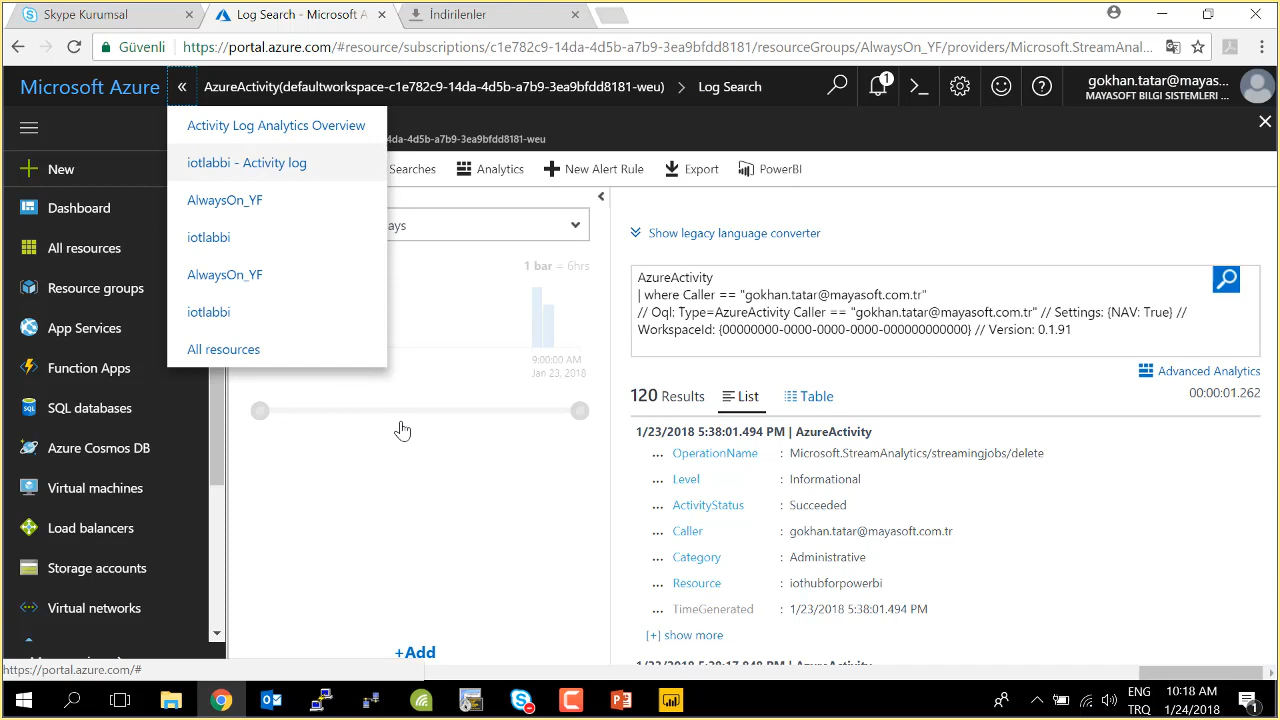 Skype Kurumsal
Log Search - Microsoft A
İndirilenler
Güvenli
https://portal.azure.com/#resource/subscriptions/c1e782c9-14da-4d5b-a7b9-3ea9bfdd8181/resourceGroups/AlwaysOn_YF/providers/Microsoft.StreamAnal...
Microsoft Azure
«
AzureActivity(defaultworkspace-c1e782c9-14da-4d5b-a7b9-3ea9bfdd8181-weu)
Log Search
1
gokhan.tatar@mayas...
MAYASOFT BILGI SISTEMLERI ...
da-4d5b-a7b9-3ea9bfdd8181-weu
New
Dashboard
All resources
Resource groups
App Services
Function Apps
SQL databases
Azure Cosmos DB
Virtual machines
Load balancers
Storage accounts
Virtual networks
Activity Log Analytics Overview
iotlabbi - Activity log
AlwaysOn_YF
iotlabbi
AlwaysOn_YF
iotlabbi
All resources
Searches
Analytics
New Alert Rule
Export
PowerBI
ays
1 bar = 6hrs
9:00:00 AM
Jan 23, 2018
+Add
Show legacy language converter
AzureActivity
| where Caller == "gokhan.tatar@mayasoft.com.tr"
// Oql: Type=AzureActivity Caller == "gokhan.tatar@mayasoft.com.tr" // Settings: {NAV: True} //
WorkspaceId: {00000000-0000-0000-0000-000000000000} // Version: 0.1.91
Advanced Analytics
120 Results
List
Table
00:00:01.262
1/23/2018 5:38:01.494 PM | AzureActivity
... OperationName : Microsoft.StreamAnalytics/streamingjobs/delete
... Level : Informational
... ActivityStatus : Succeeded
... Caller : gokhan.tatar@mayasoft.com.tr
... Category : Administrative
... Resource : iothubforpowerbi
... TimeGenerated : 1/23/2018 5:38:01.494 PM
[+] show more
https://portal.azure.com/#
ENG
TRQ
10:18 AM
1/24/2018
1